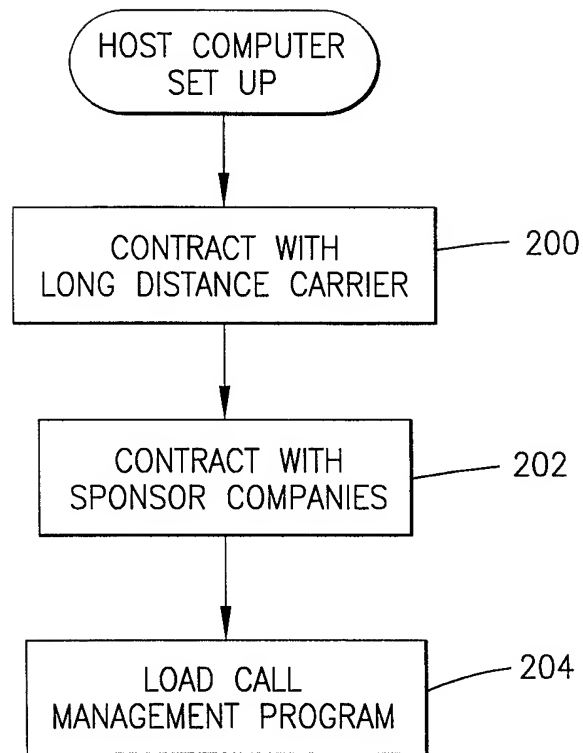 HOST COMPUTER
SET UP
CONTRACT WITH
LONG DISTANCE CARRIER
200
CONTRACT WITH
SPONSOR COMPANIES
202
LOAD CALL
MANAGEMENT PROGRAM
204